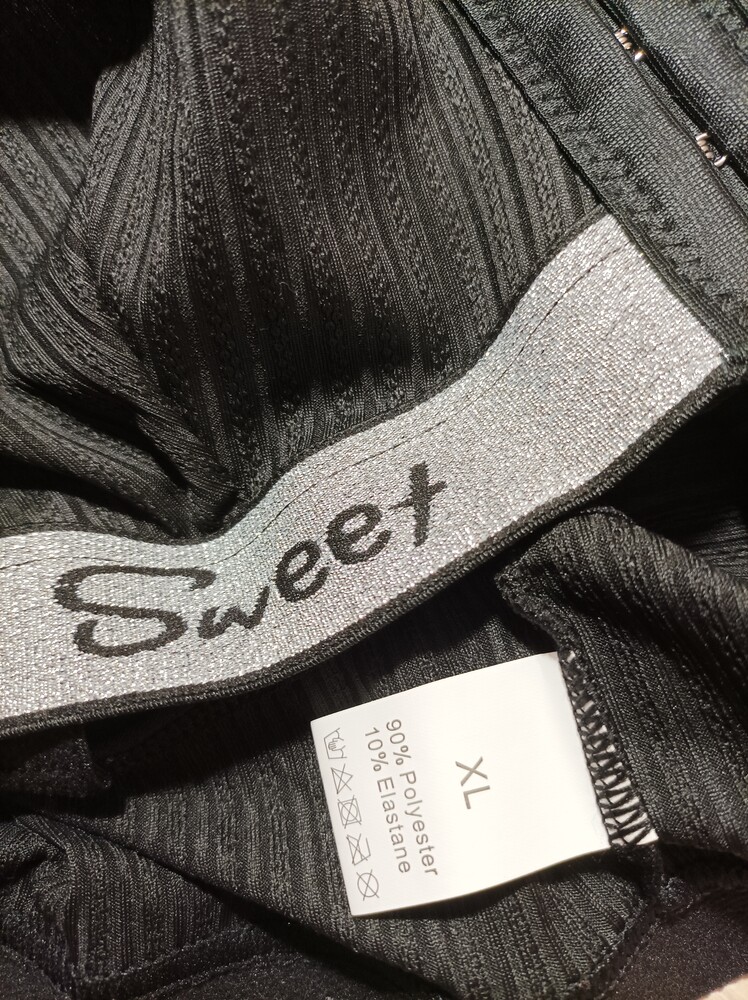 Sweet
XL
90% Polyester
10% Elastane